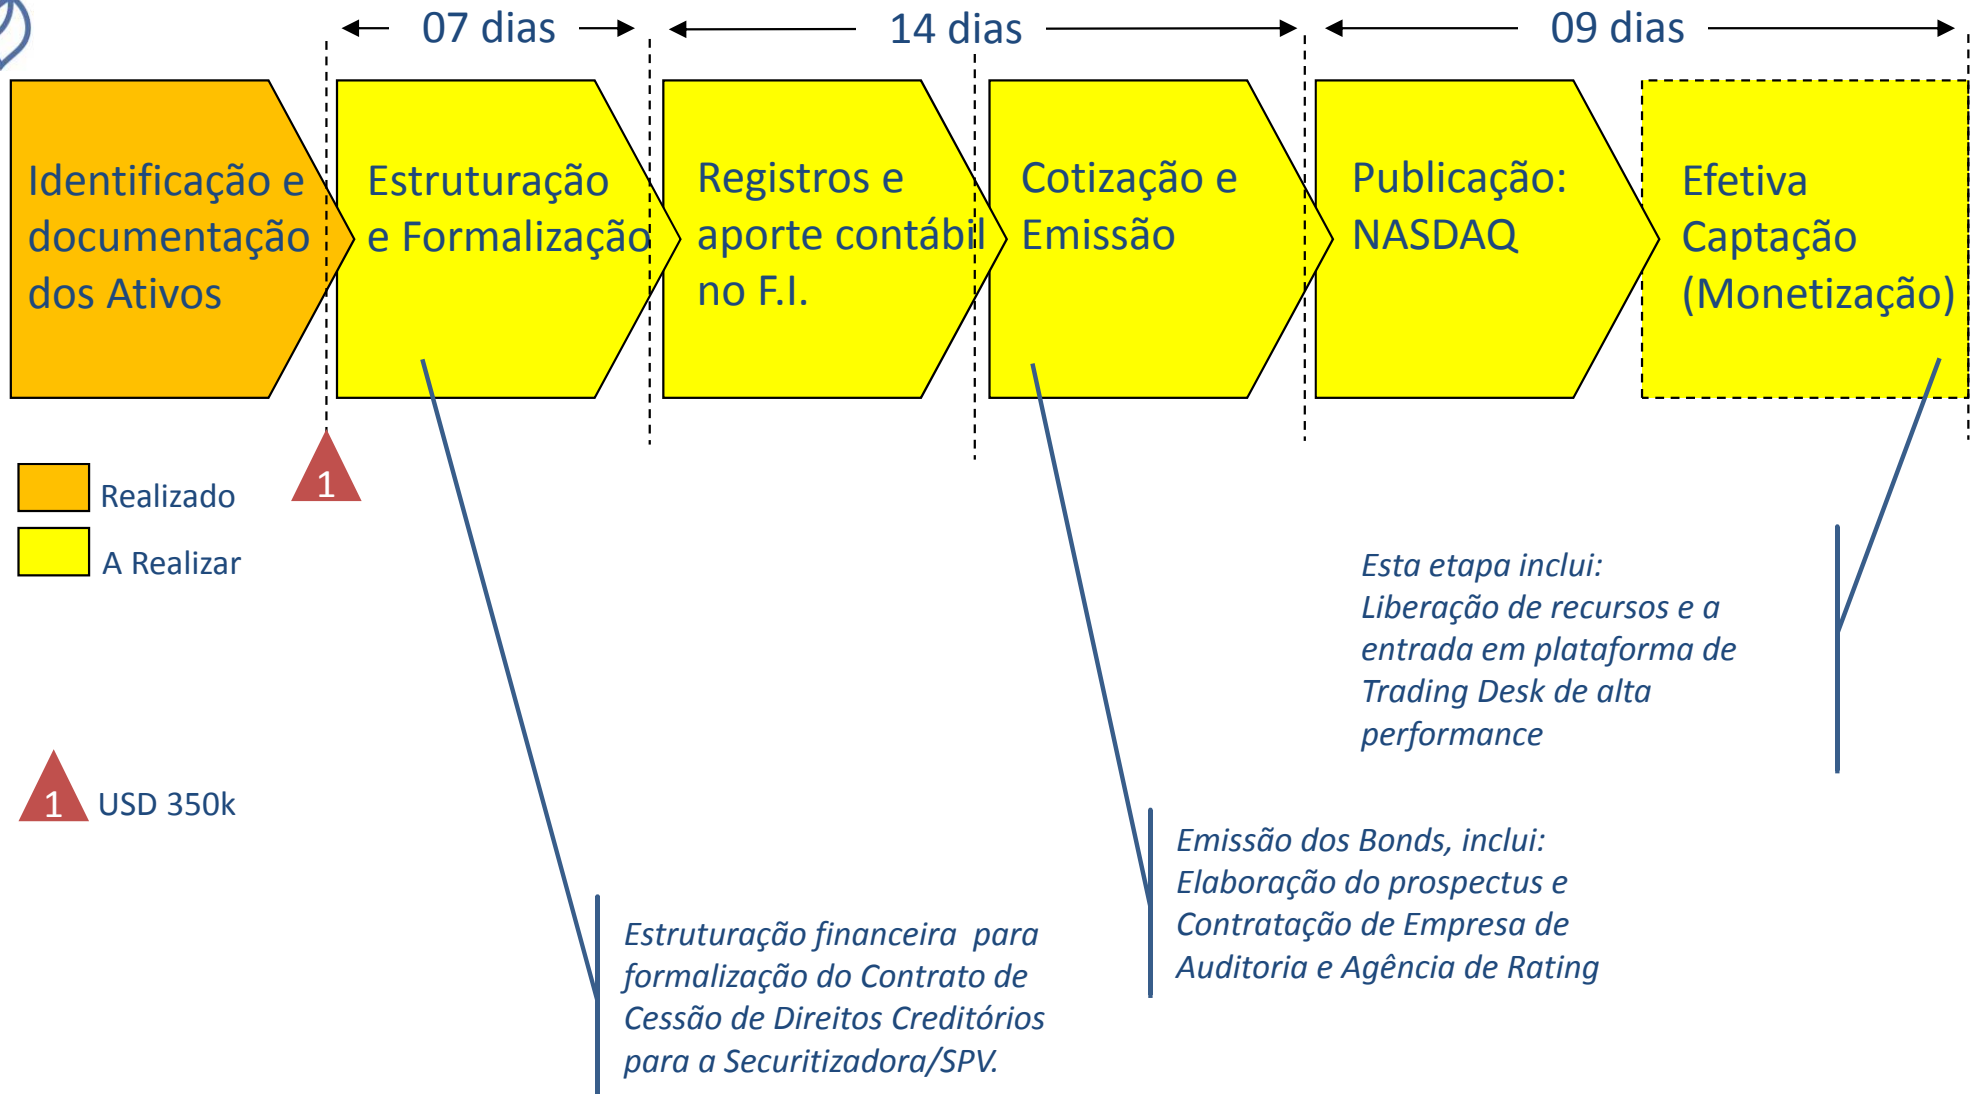 07 dias
14 dias
09 dias
Identificação e
documentação
dos Ativos
Estruturação
e Formalização
Registros e
aporte contábil
no F.I.
Cotização e
Emissão
Publicação:
NASDAQ
Efetiva
Captação
(Monetização)
1
Realizado
A Realizar
1 USD 350k
Esta etapa inclui:
Liberação de recursos e a
entrada em plataforma de
Trading Desk de alta
performance
Emissão dos Bonds, inclui:
Elaboração do prospectus e
Contratação de Empresa de
Auditoria e Agência de Rating
Estruturação financeira para
formalização do Contrato de
Cessão de Direitos Creditórios
para a Securitizadora/SPV.